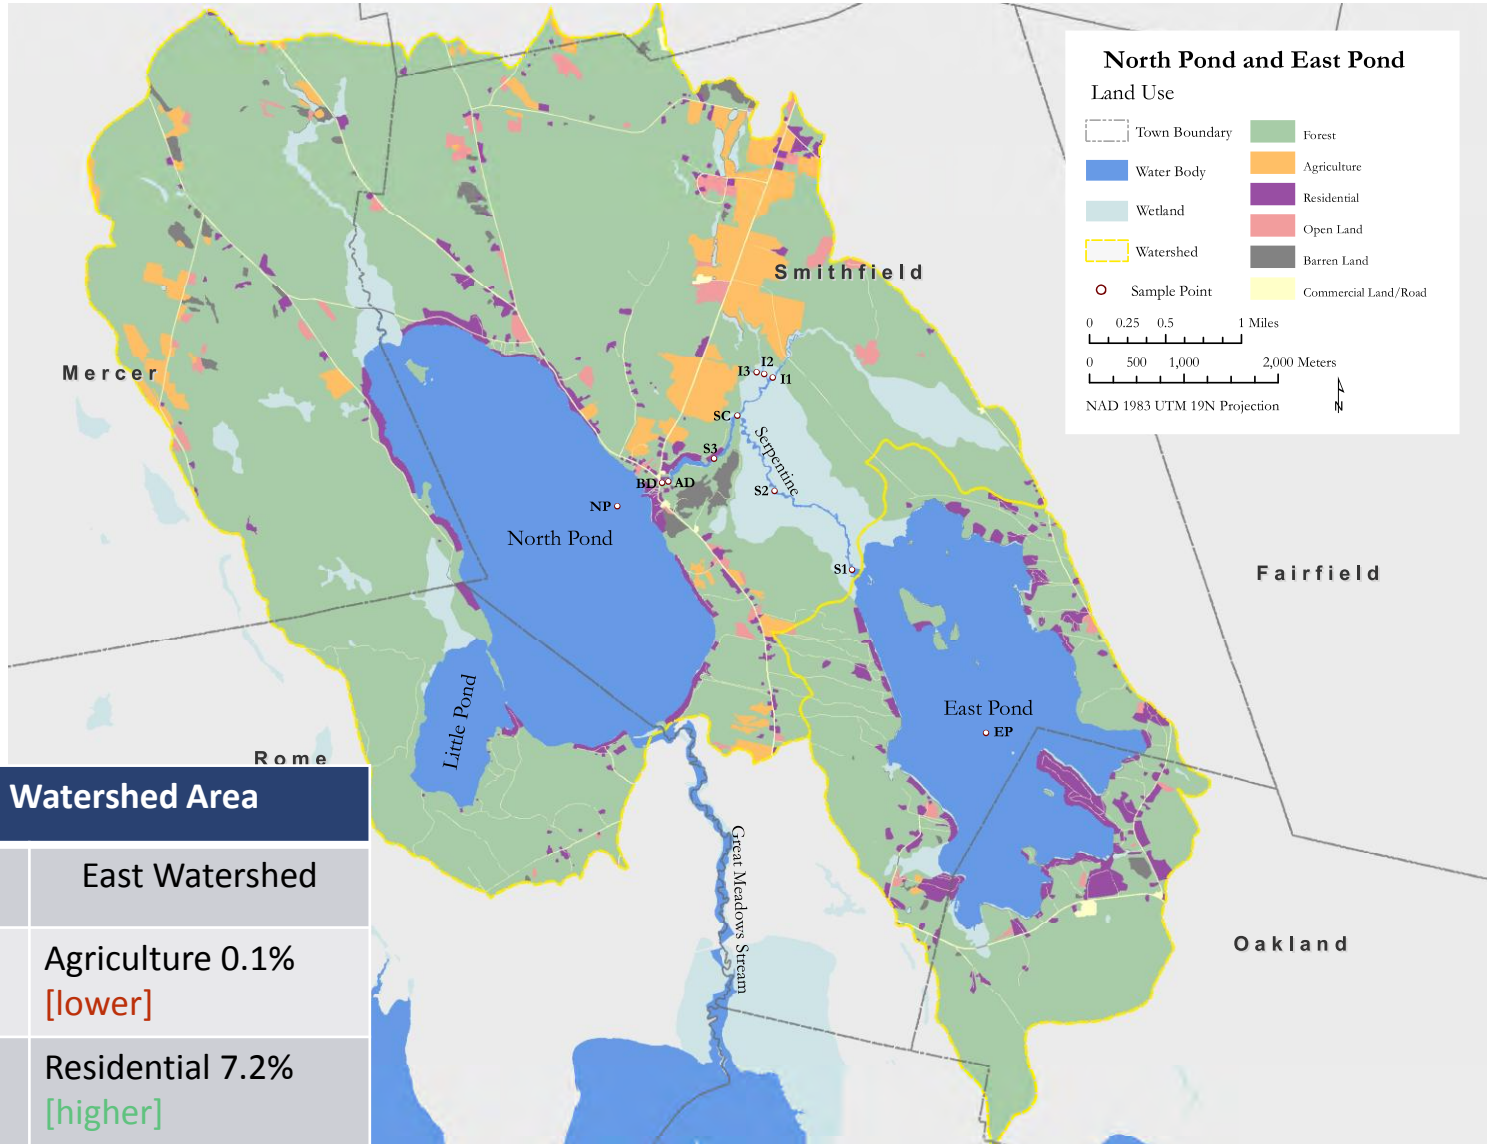 North Pond and East Pond
Land Use
Town Boundary
Water Body
Wetland
Watershed
Sample Point
Forest
Agriculture
Residential
Open Land
Barren Land
Commercial Land/Road
0 0.25 0.5 1 Miles
0 500 1,000 2,000 Meters
NAD 1983 UTM 19N Projection
N
Smithfield
Mercer
I2
I3
I1
SC
Serpentine
S3
BD
AD
S2
NP
North Pond
S1
Fairfield
East Pond
EP
Little Pond
Rome
Great Meadows Stream
Oakland
Watershed Area
East Watershed
Agriculture 0.1%
[lower]
Residential 7.2%
[higher]